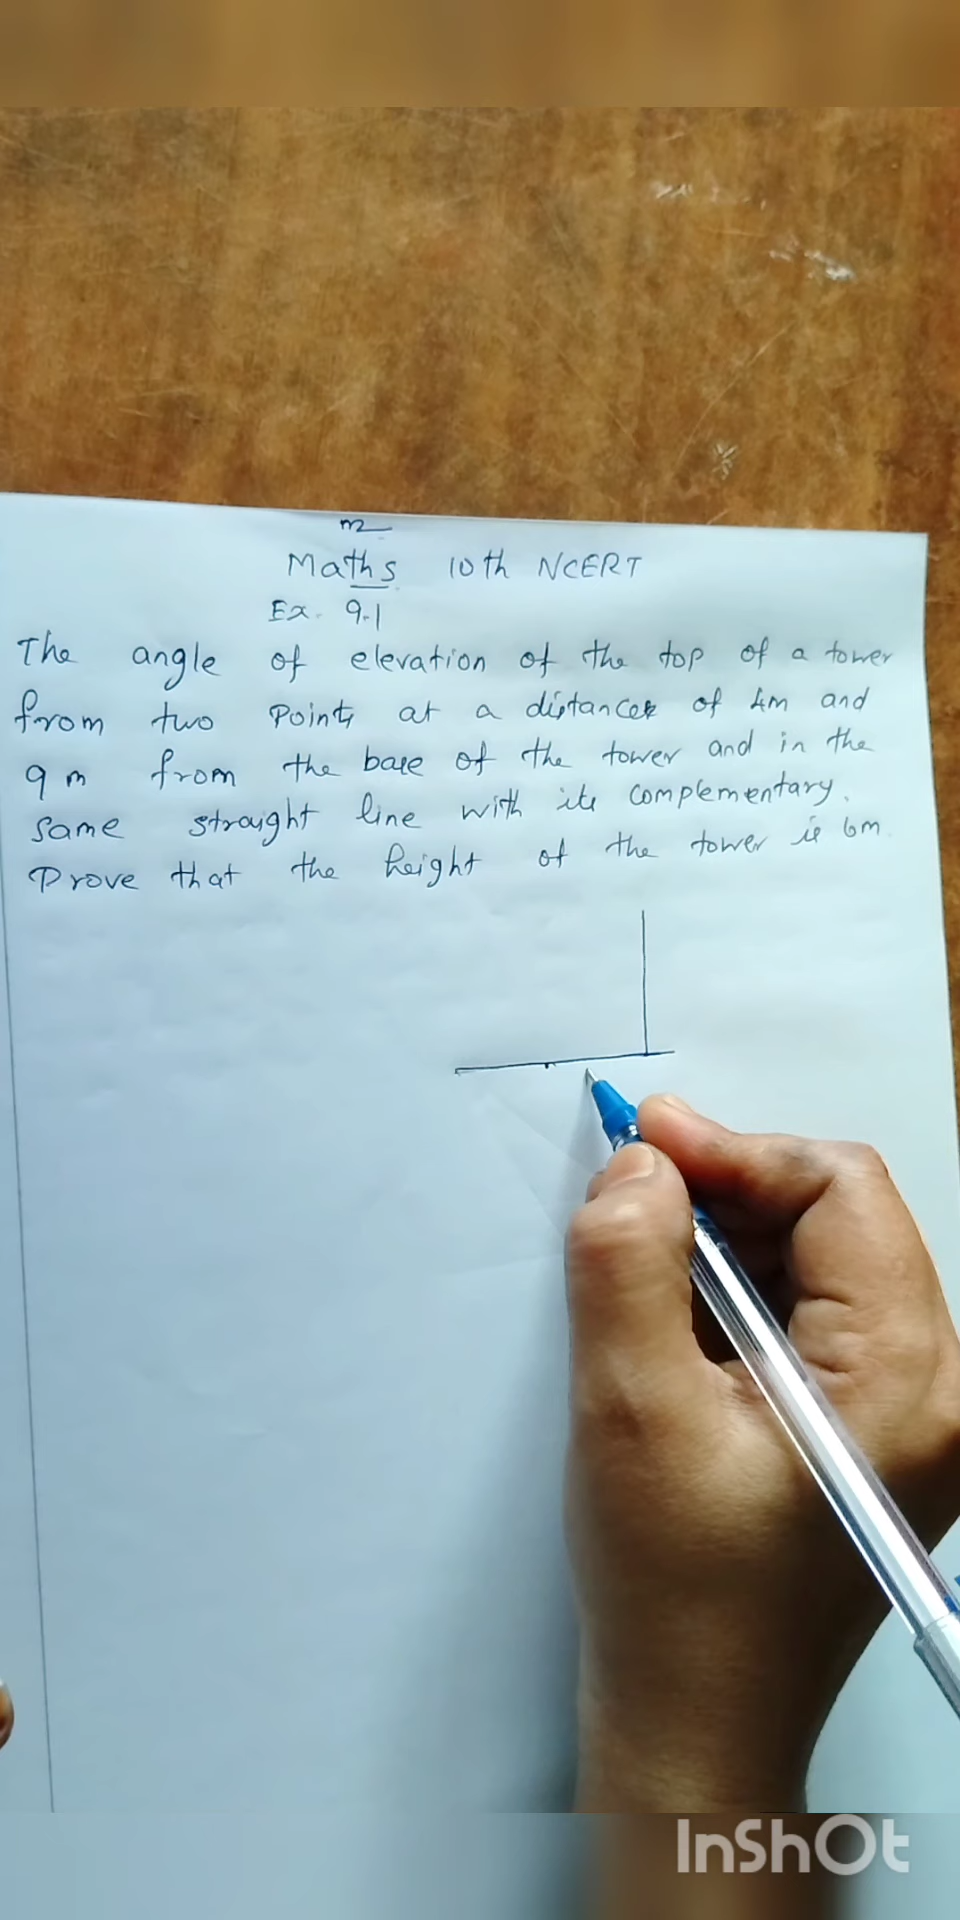 Maths 10th NCERT
Ex. 9.1
The angle of elevation of the top of a tower
from two points at a distances of 4m and
9 m from the base of the tower and in the
same straight line with its complementary.
Prove that the height of the tower is 6m.
InShOt